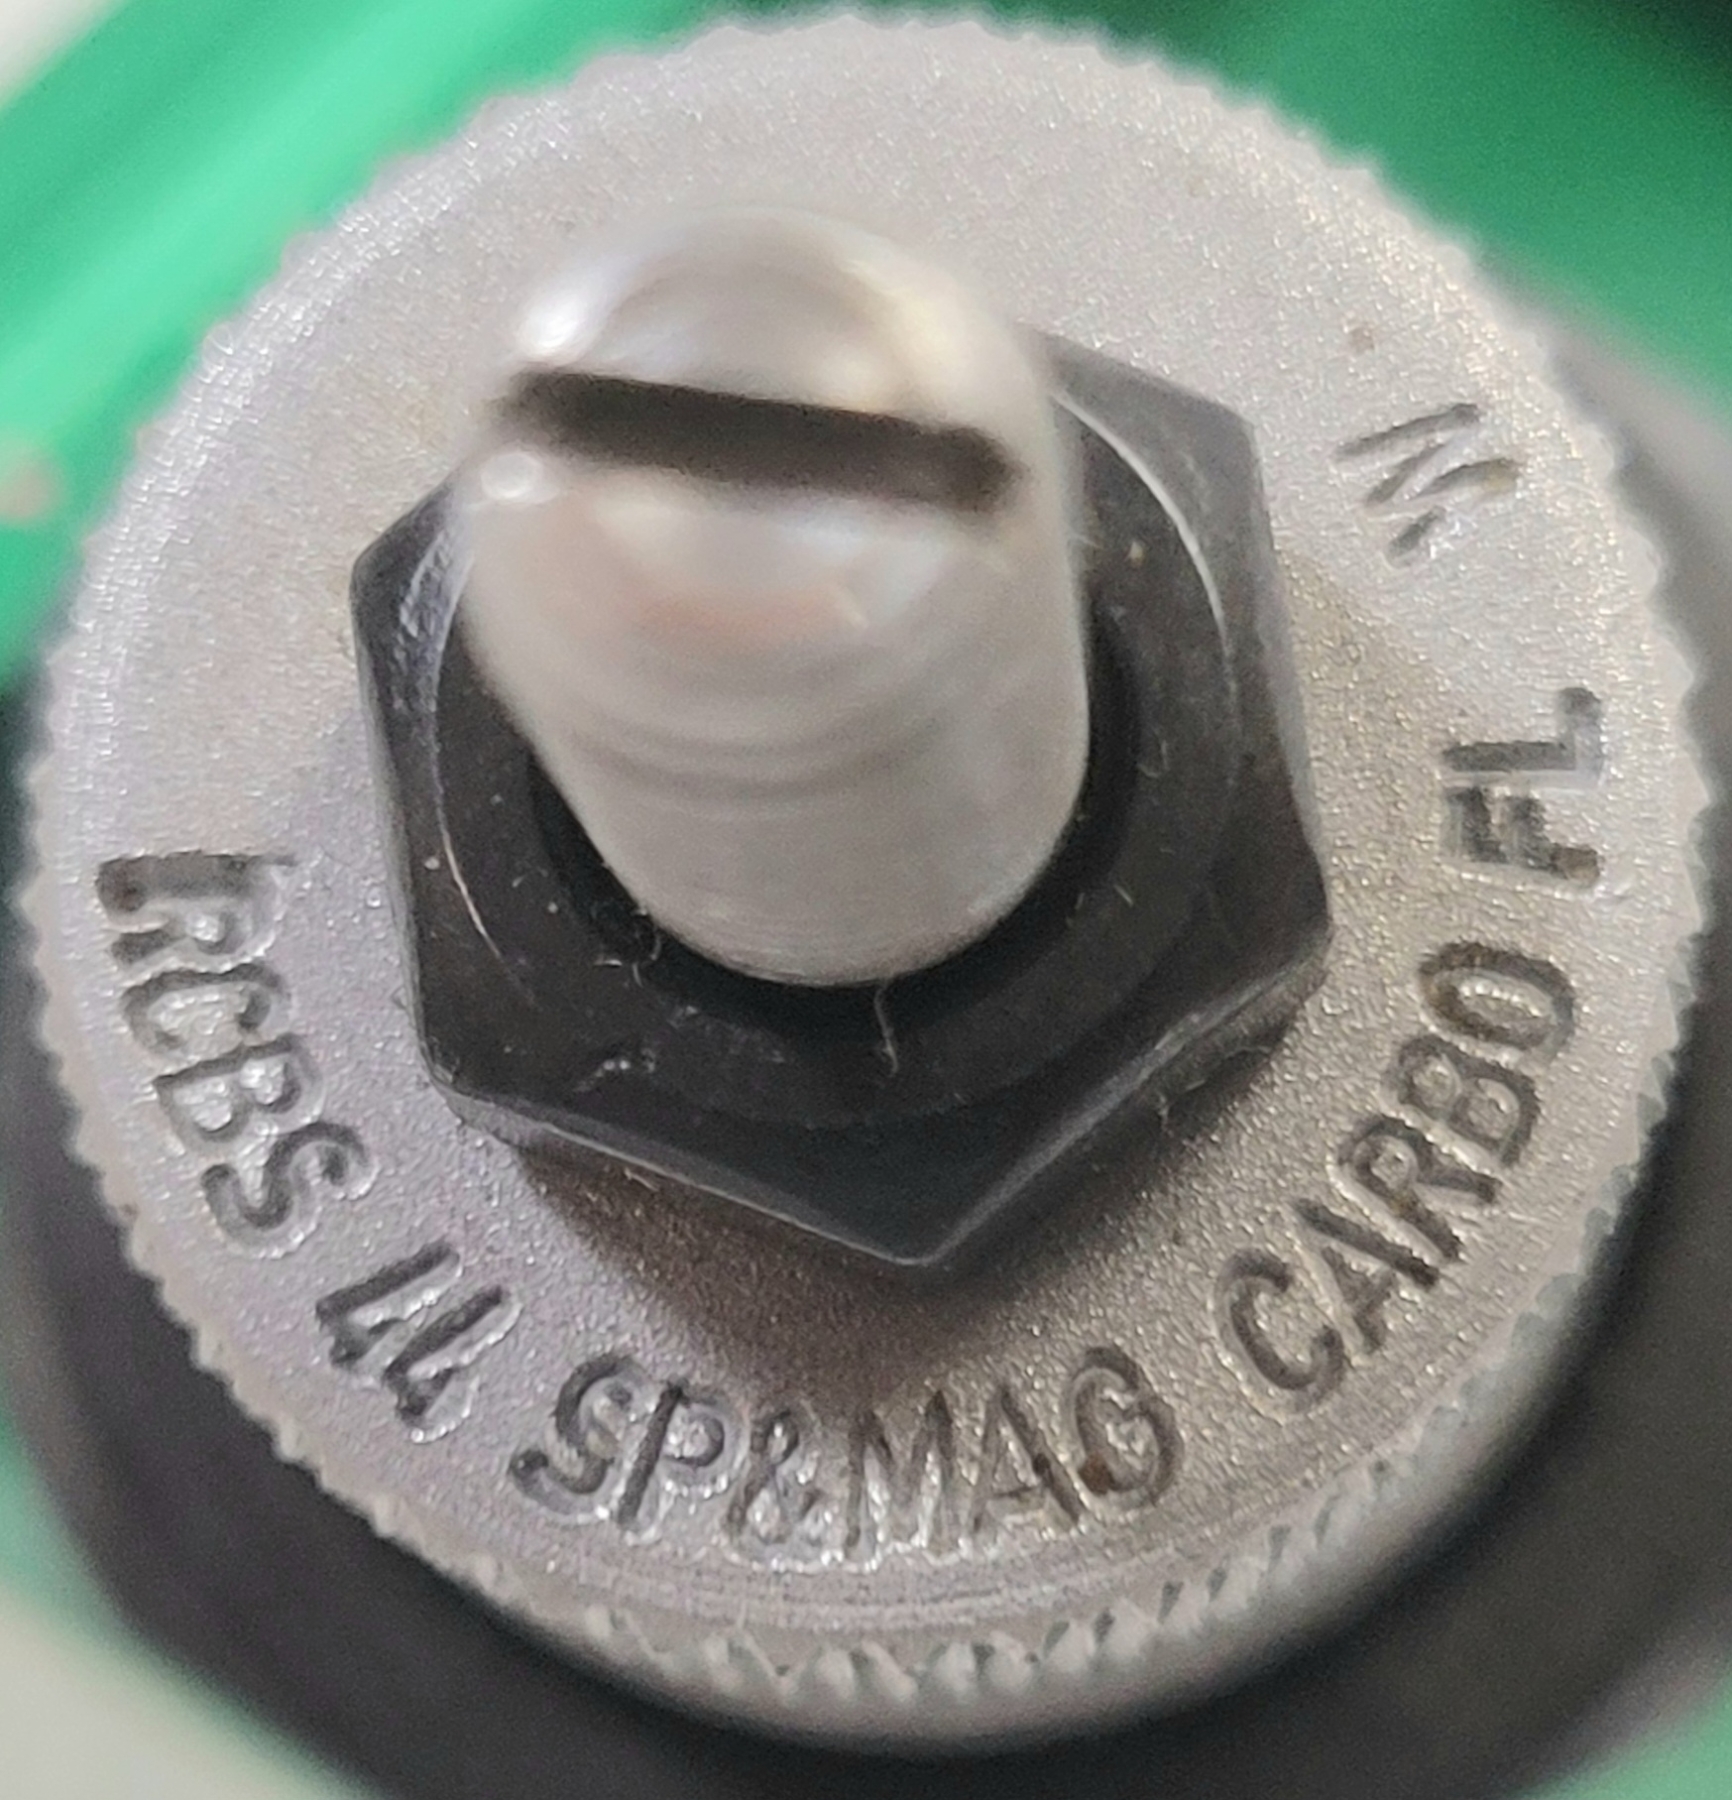 RCBS 44 SP&MAG CARBO FL